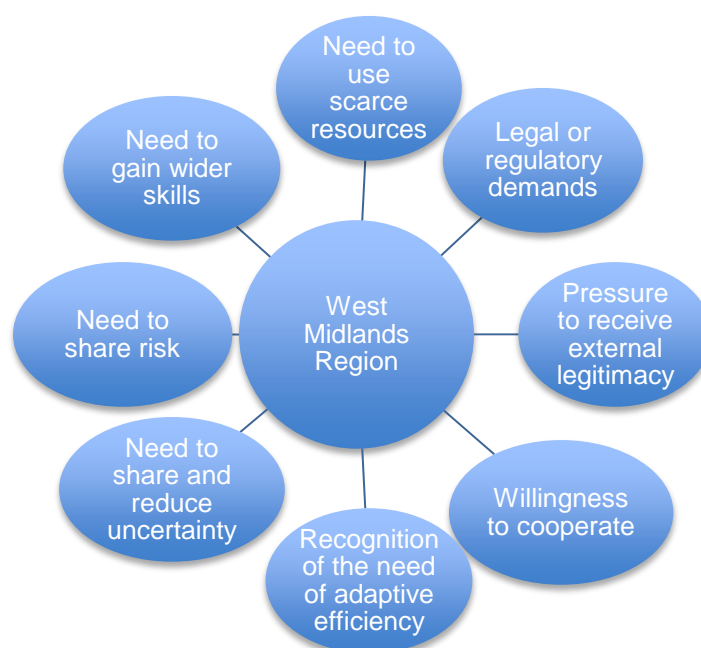 Need to
use
scarce
resources
Legal or
regulatory
demands
Pressure
to receive
external
legitimacy
Willingness
to cooperate
Recognition
of the need
of adaptive
efficiency
Need to
share and
reduce
uncertainty
Need to
share risk
Need to
gain wider
skills
West
Midlands
Region